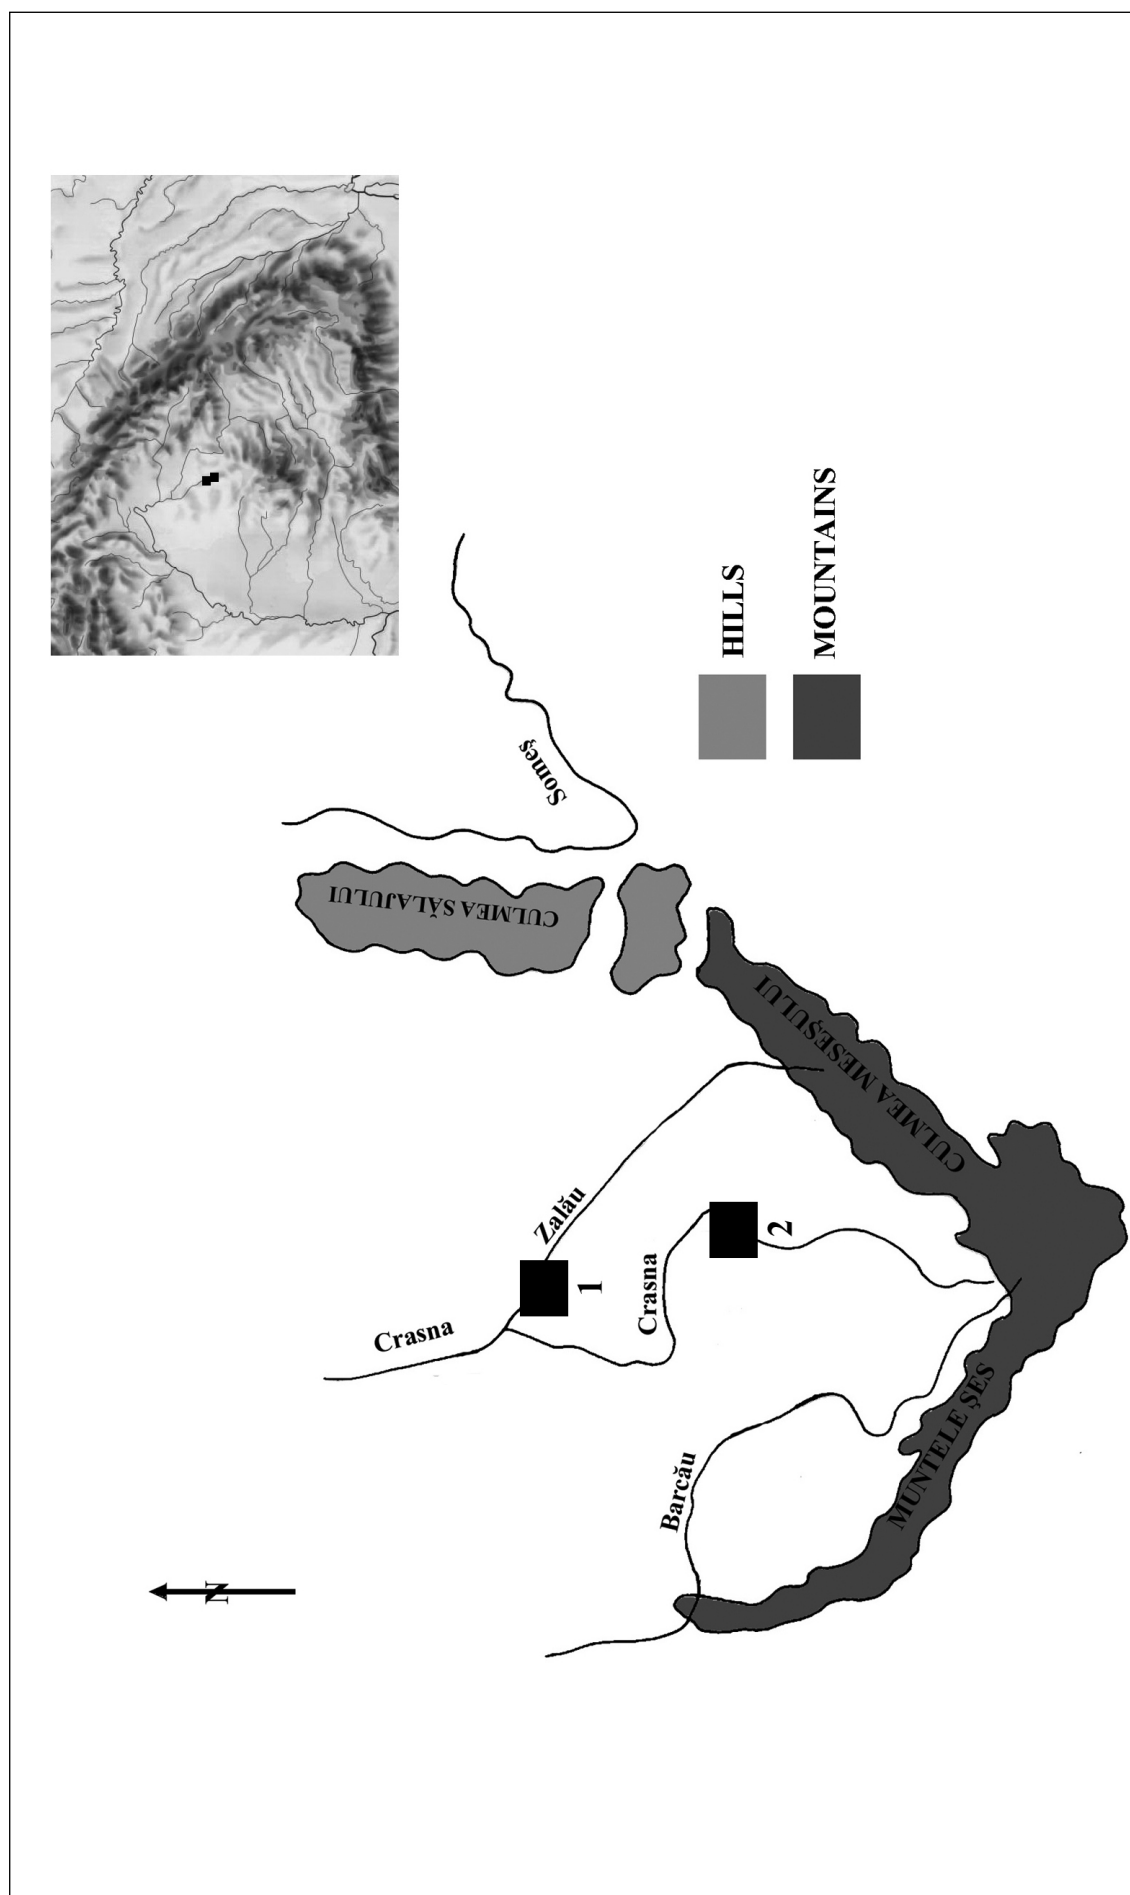 HILLS
MOUNTAINS
Someş
CULMEA SĂLAJULUI
CULMEA MESEŞULUI
Zalău
1
2
Crasna
Crasna
Barcău
MUNTELE ŞES
N